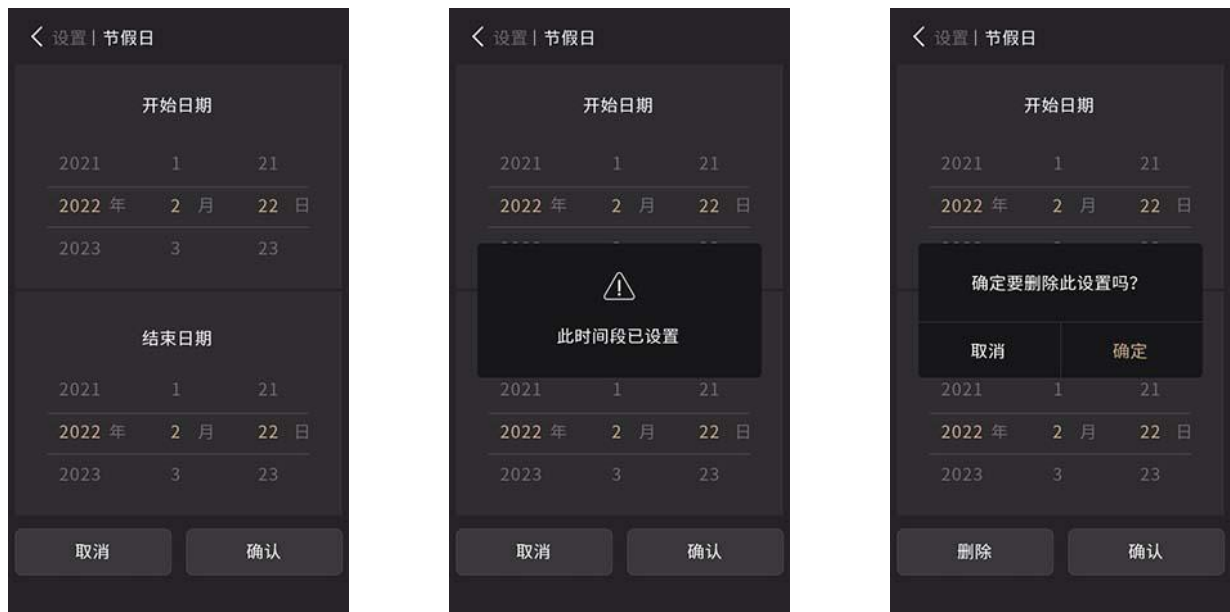 设置 | 节假日
开始日期
2021 1 21
2022 年 2 月 22 日
2023 3 23
结束日期
2021 1 21
2022 年 2 月 22 日
2023 3 23
取消 确认
设置 | 节假日
开始日期
2021 1 21
2022 年 2 月 22 日
此时间段已设置
2021 1 21
2022 年 2 月 22 日
2023 3 23
取消 确认
设置 | 节假日
开始日期
2021 1 21
2022 年 2 月 22 日
确定要删除此设置吗?
取消 确定
2021 1 21
2022 年 2 月 22 日
2023 3 23
删除 确认